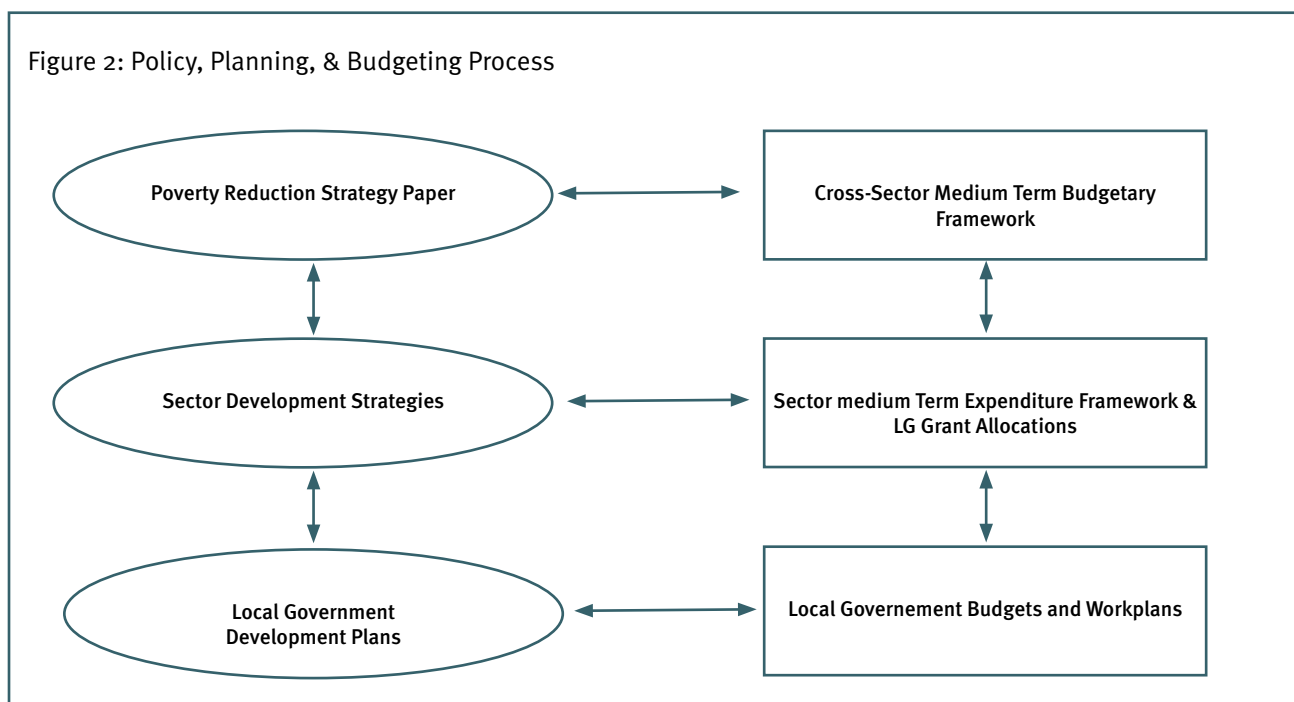 Figure 2: Policy, Planning, & Budgeting Process
Poverty Reduction Strategy Paper
Cross-Sector Medium Term Budgetary
Framework
Sector Development Strategies
Sector medium Term Expenditure Framework &
LG Grant Allocations
Local Government
Development Plans
Local Governement Budgets and Workplans